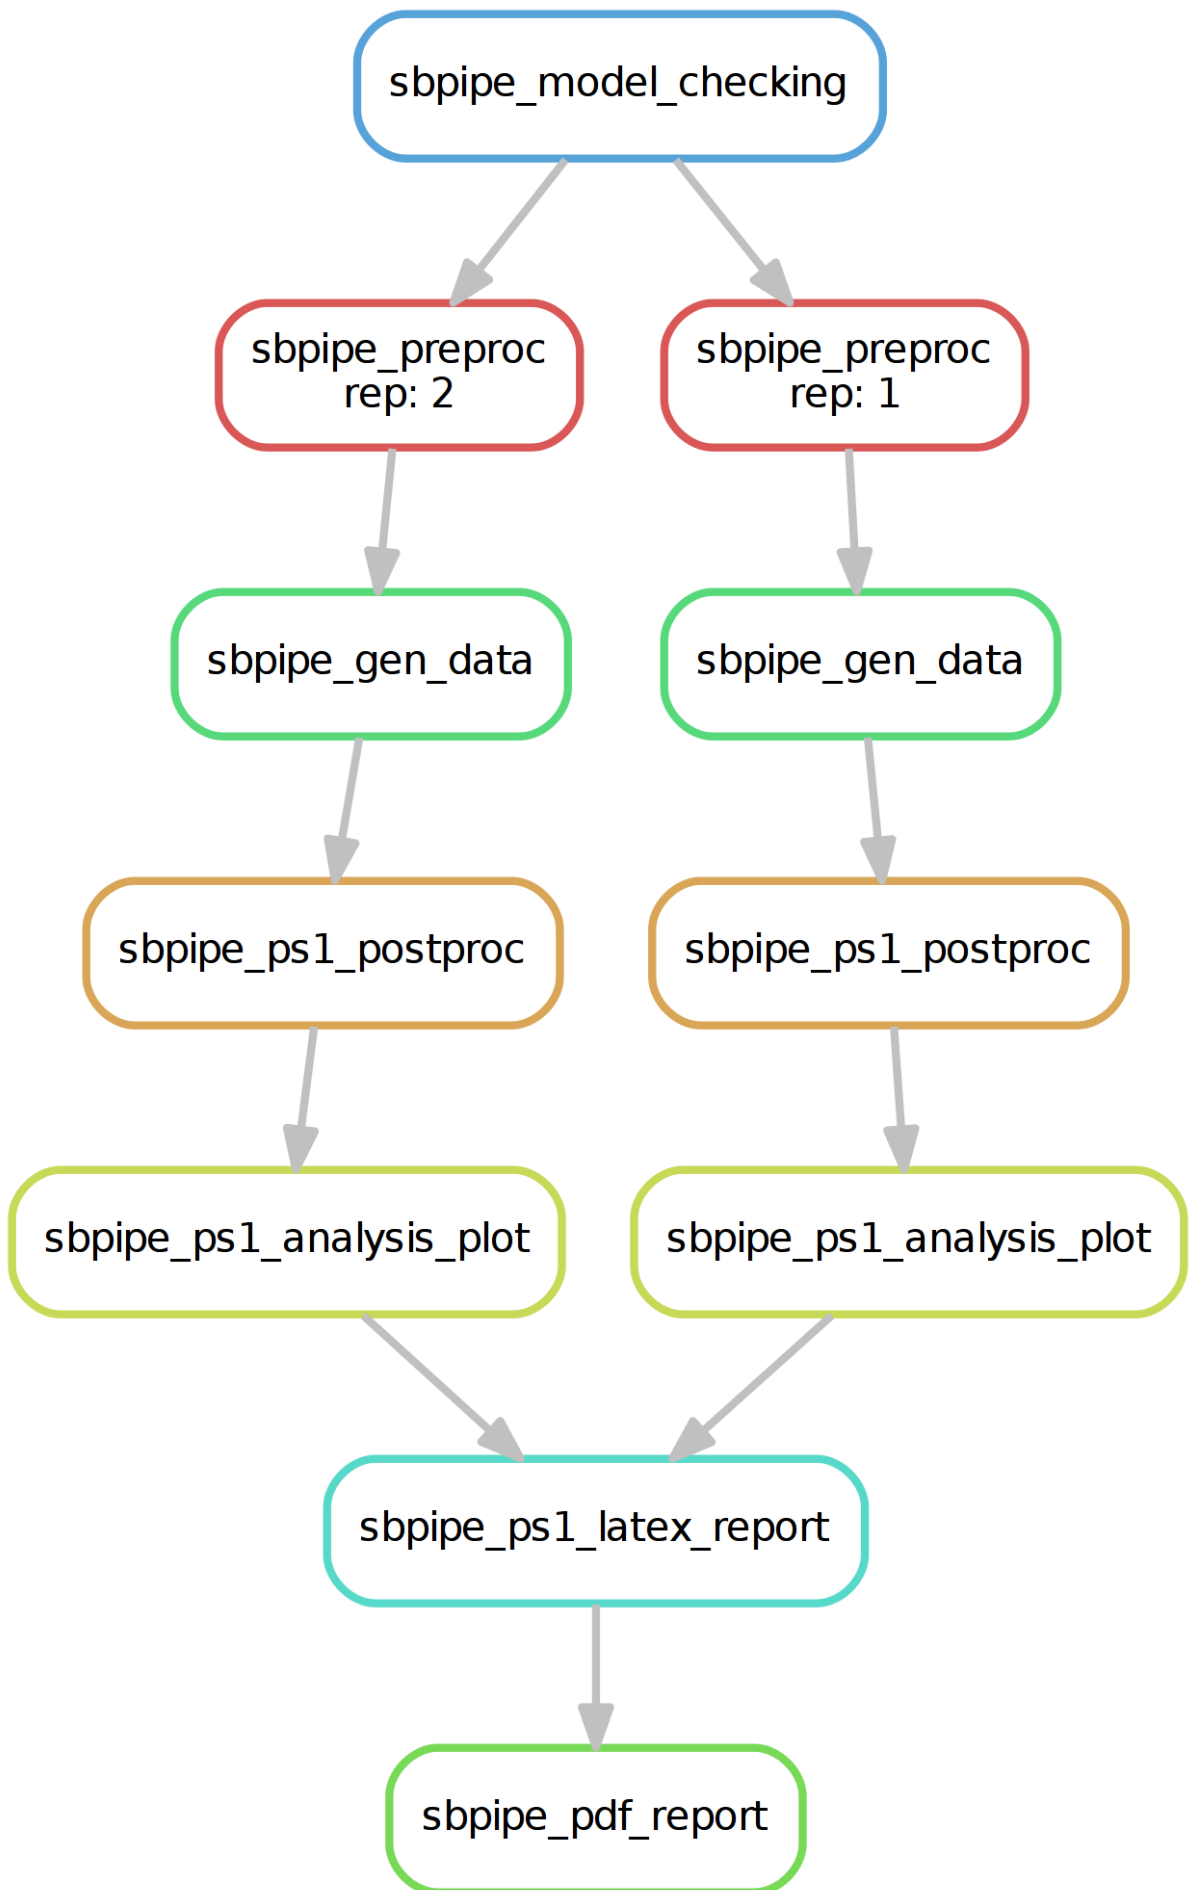 sbpipe_model_checking
sbpipe_preproc
rep: 2
sbpipe_preproc
rep: 1
sbpipe_gen_data
sbpipe_gen_data
sbpipe_ps1_postproc
sbpipe_ps1_postproc
sbpipe_ps1_analysis_plot
sbpipe_ps1_analysis_plot
sbpipe_ps1_latex_report
sbpipe_pdf_report